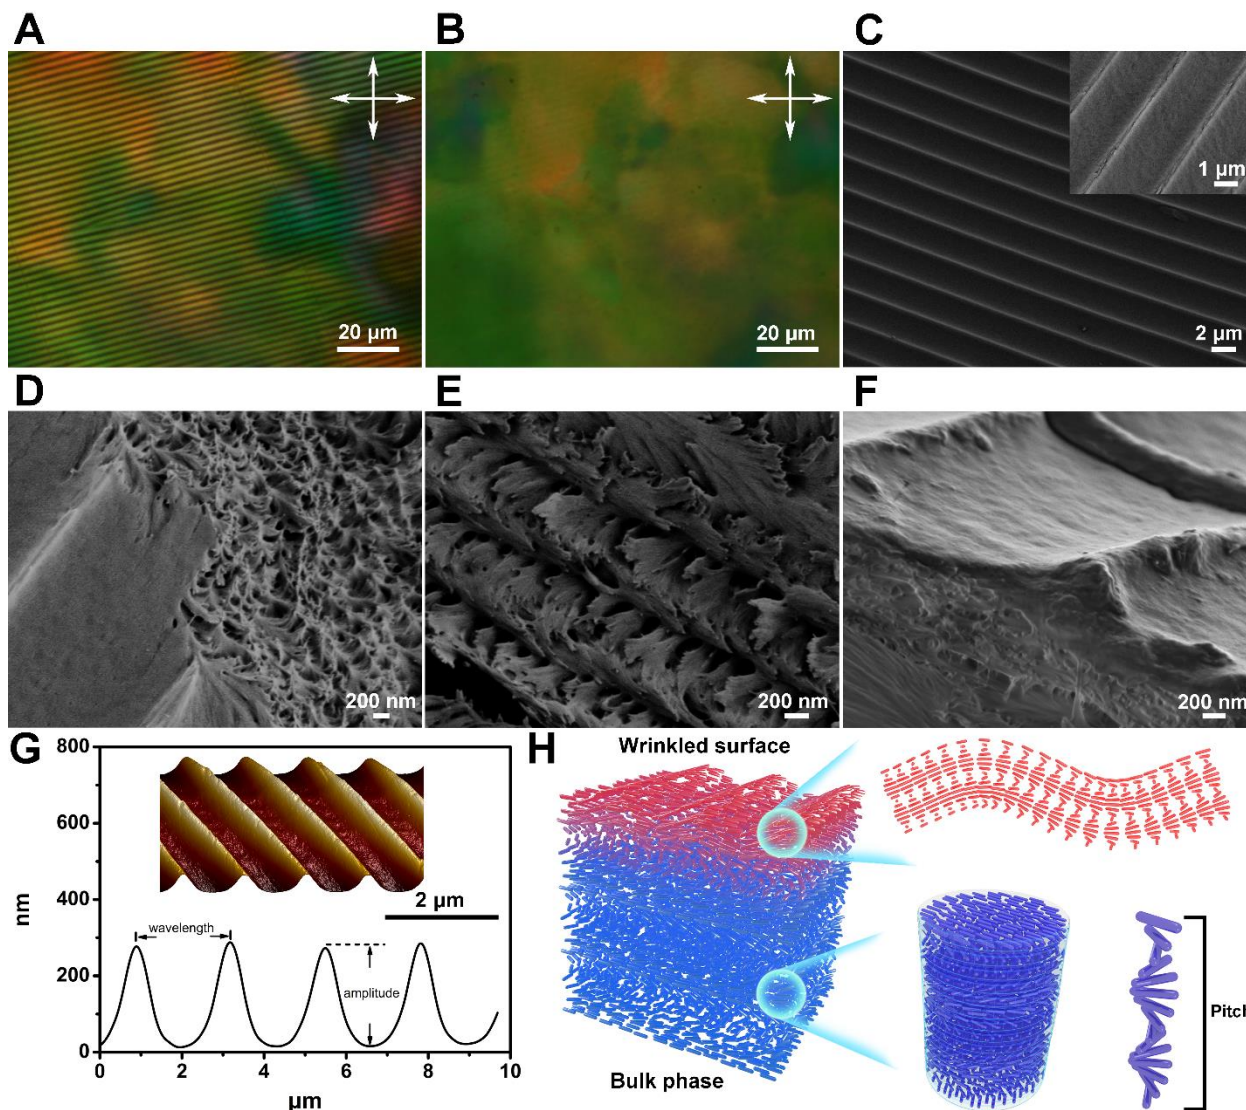 A
B
C
20 µm
20 µm
1 µm
2 µm
D
E
F
200 nm
200 nm
200 nm
G
800
600
400
200
0
nm
2 µm
wavelength
amplitude
0
2
4
6
8
10
µm
H
Wrinkled surface
Bulk phase
Pitch